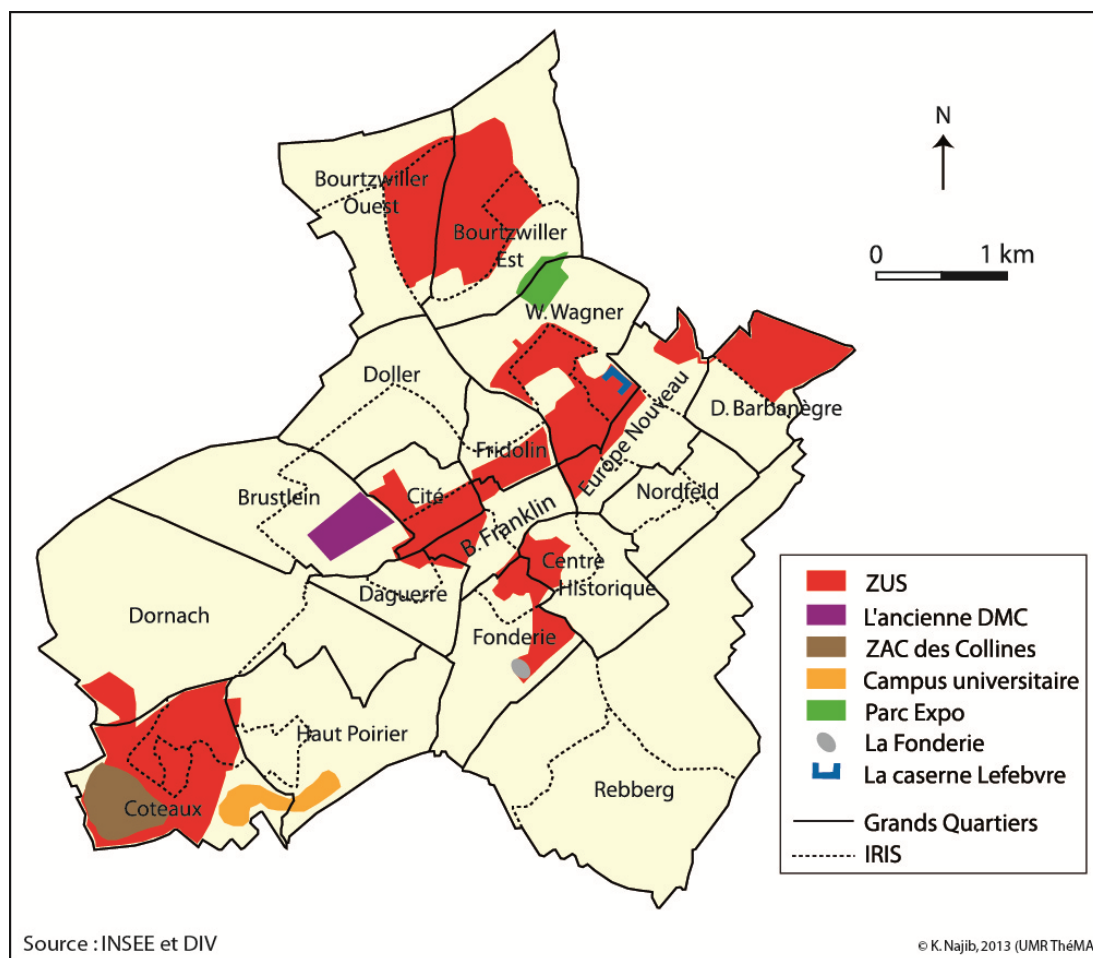 N
0 1 km
Bourtzwiller
Ouest
Bourtzwiller
Est
W. Wagner
Doller
D. Barbanègre
Europe Nouveau
Fridolin
Nordfeld
Cité
Brustlein
B. Franklin
Centre
Historique
Daguerre
Dornach
Fonderie
Haut Poirier
Rebberg
Coteaux
ZUS
L'ancienne DMC
ZAC des Collines
Campus universitaire
Parc Expo
La Fonderie
La caserne Lefebvre
Grands Quartiers
IRIS
Source : INSEE et DIV
© K. Najib, 2013 (UMR ThéMA